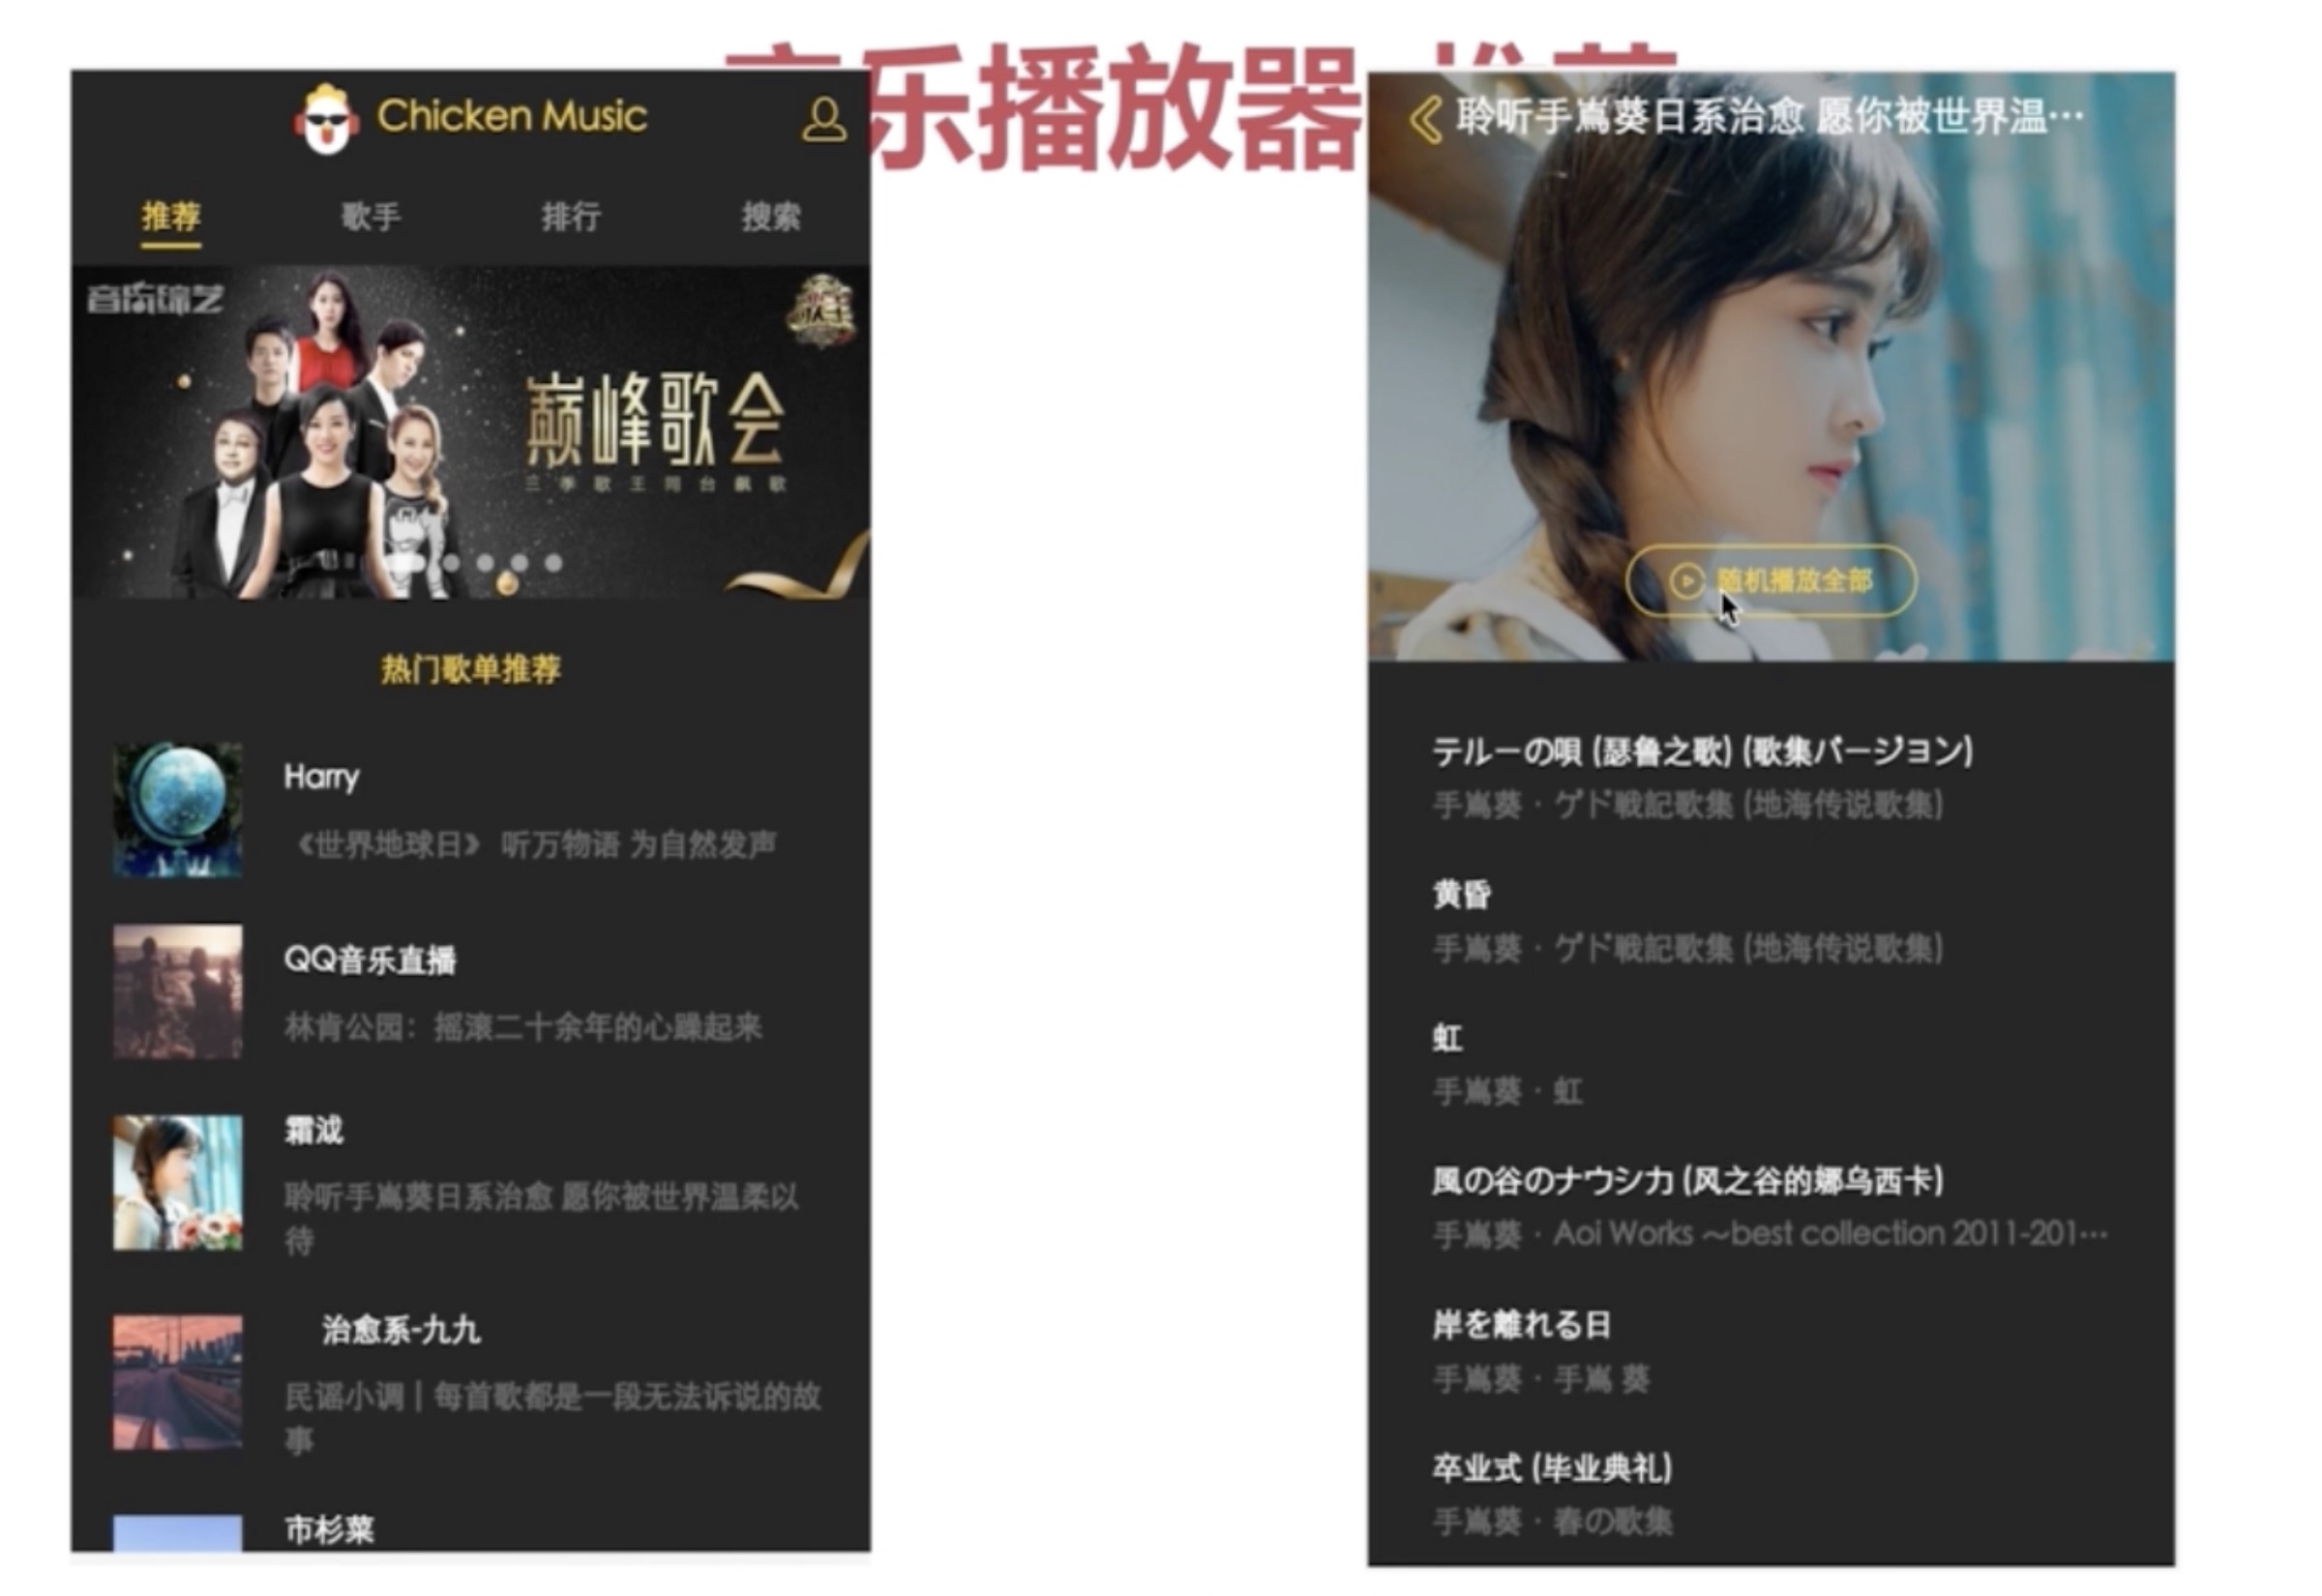 乐播放器
Chicken Music
推荐
歌手
排行
搜索
音乐综艺
巅峰歌会
三季歌王同台飙歌
热门歌单推荐
Harry
《世界地球日》 听万物语 为自然发声
QQ音乐直播
林肯公园：摇滚二十余年的心躁起来
霜泧
聆听手嶌葵日系治愈 愿你被世界温柔以
待
治愈系-九九
民谣小调丨每首歌都是一段无法诉说的故
事
市杉菜
聆听手嶌葵日系治愈 愿你被世界温…
随机播放全部
テルーの唄 (瑟鲁之歌) (歌集バージョン)
手嶌葵 · ゲド戦記歌集 (地海传说歌集)
黄昏
手嶌葵 · ゲド戦記歌集 (地海传说歌集)
虹
手嶌葵 · 虹
風の谷のナウシカ (风之谷的娜乌西卡)
手嶌葵 · Aoi Works ～best collection 2011-201…
岸を離れる日
手嶌葵 · 手嶌 葵
卒业式 (毕业典礼)
手嶌葵 · 春の歌集